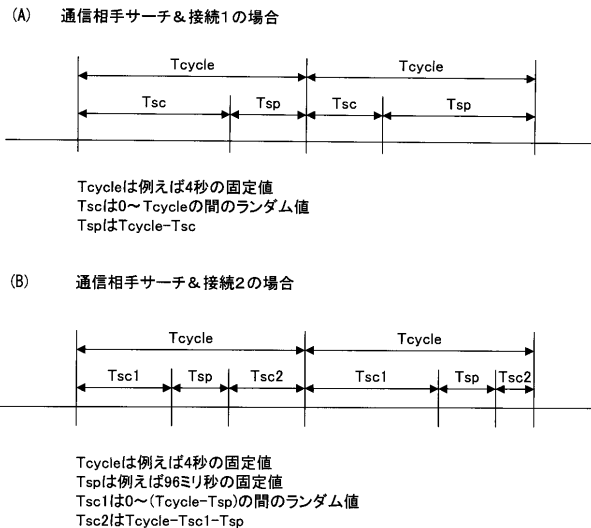 (A) 通信相手サーチ&接続1の場合
Tcycle Tcycle
Tsc Tsp Tsc Tsp
Tcycleは例えば4秒の固定値
Tscは0～Tcycleの間のランダム値
TspはTcycle-Tsc
(B) 通信相手サーチ&接続2の場合
Tcycle Tcycle
Tsc1 Tsp Tsc2 Tsc1 Tsp Tsc2
Tcycleは例えば4秒の固定値
Tspは例えば96ミリ秒の固定値
Tsc1は0～(Tcycle-Tsp)の間のランダム値
Tsc2はTcycle-Tsc1-Tsp